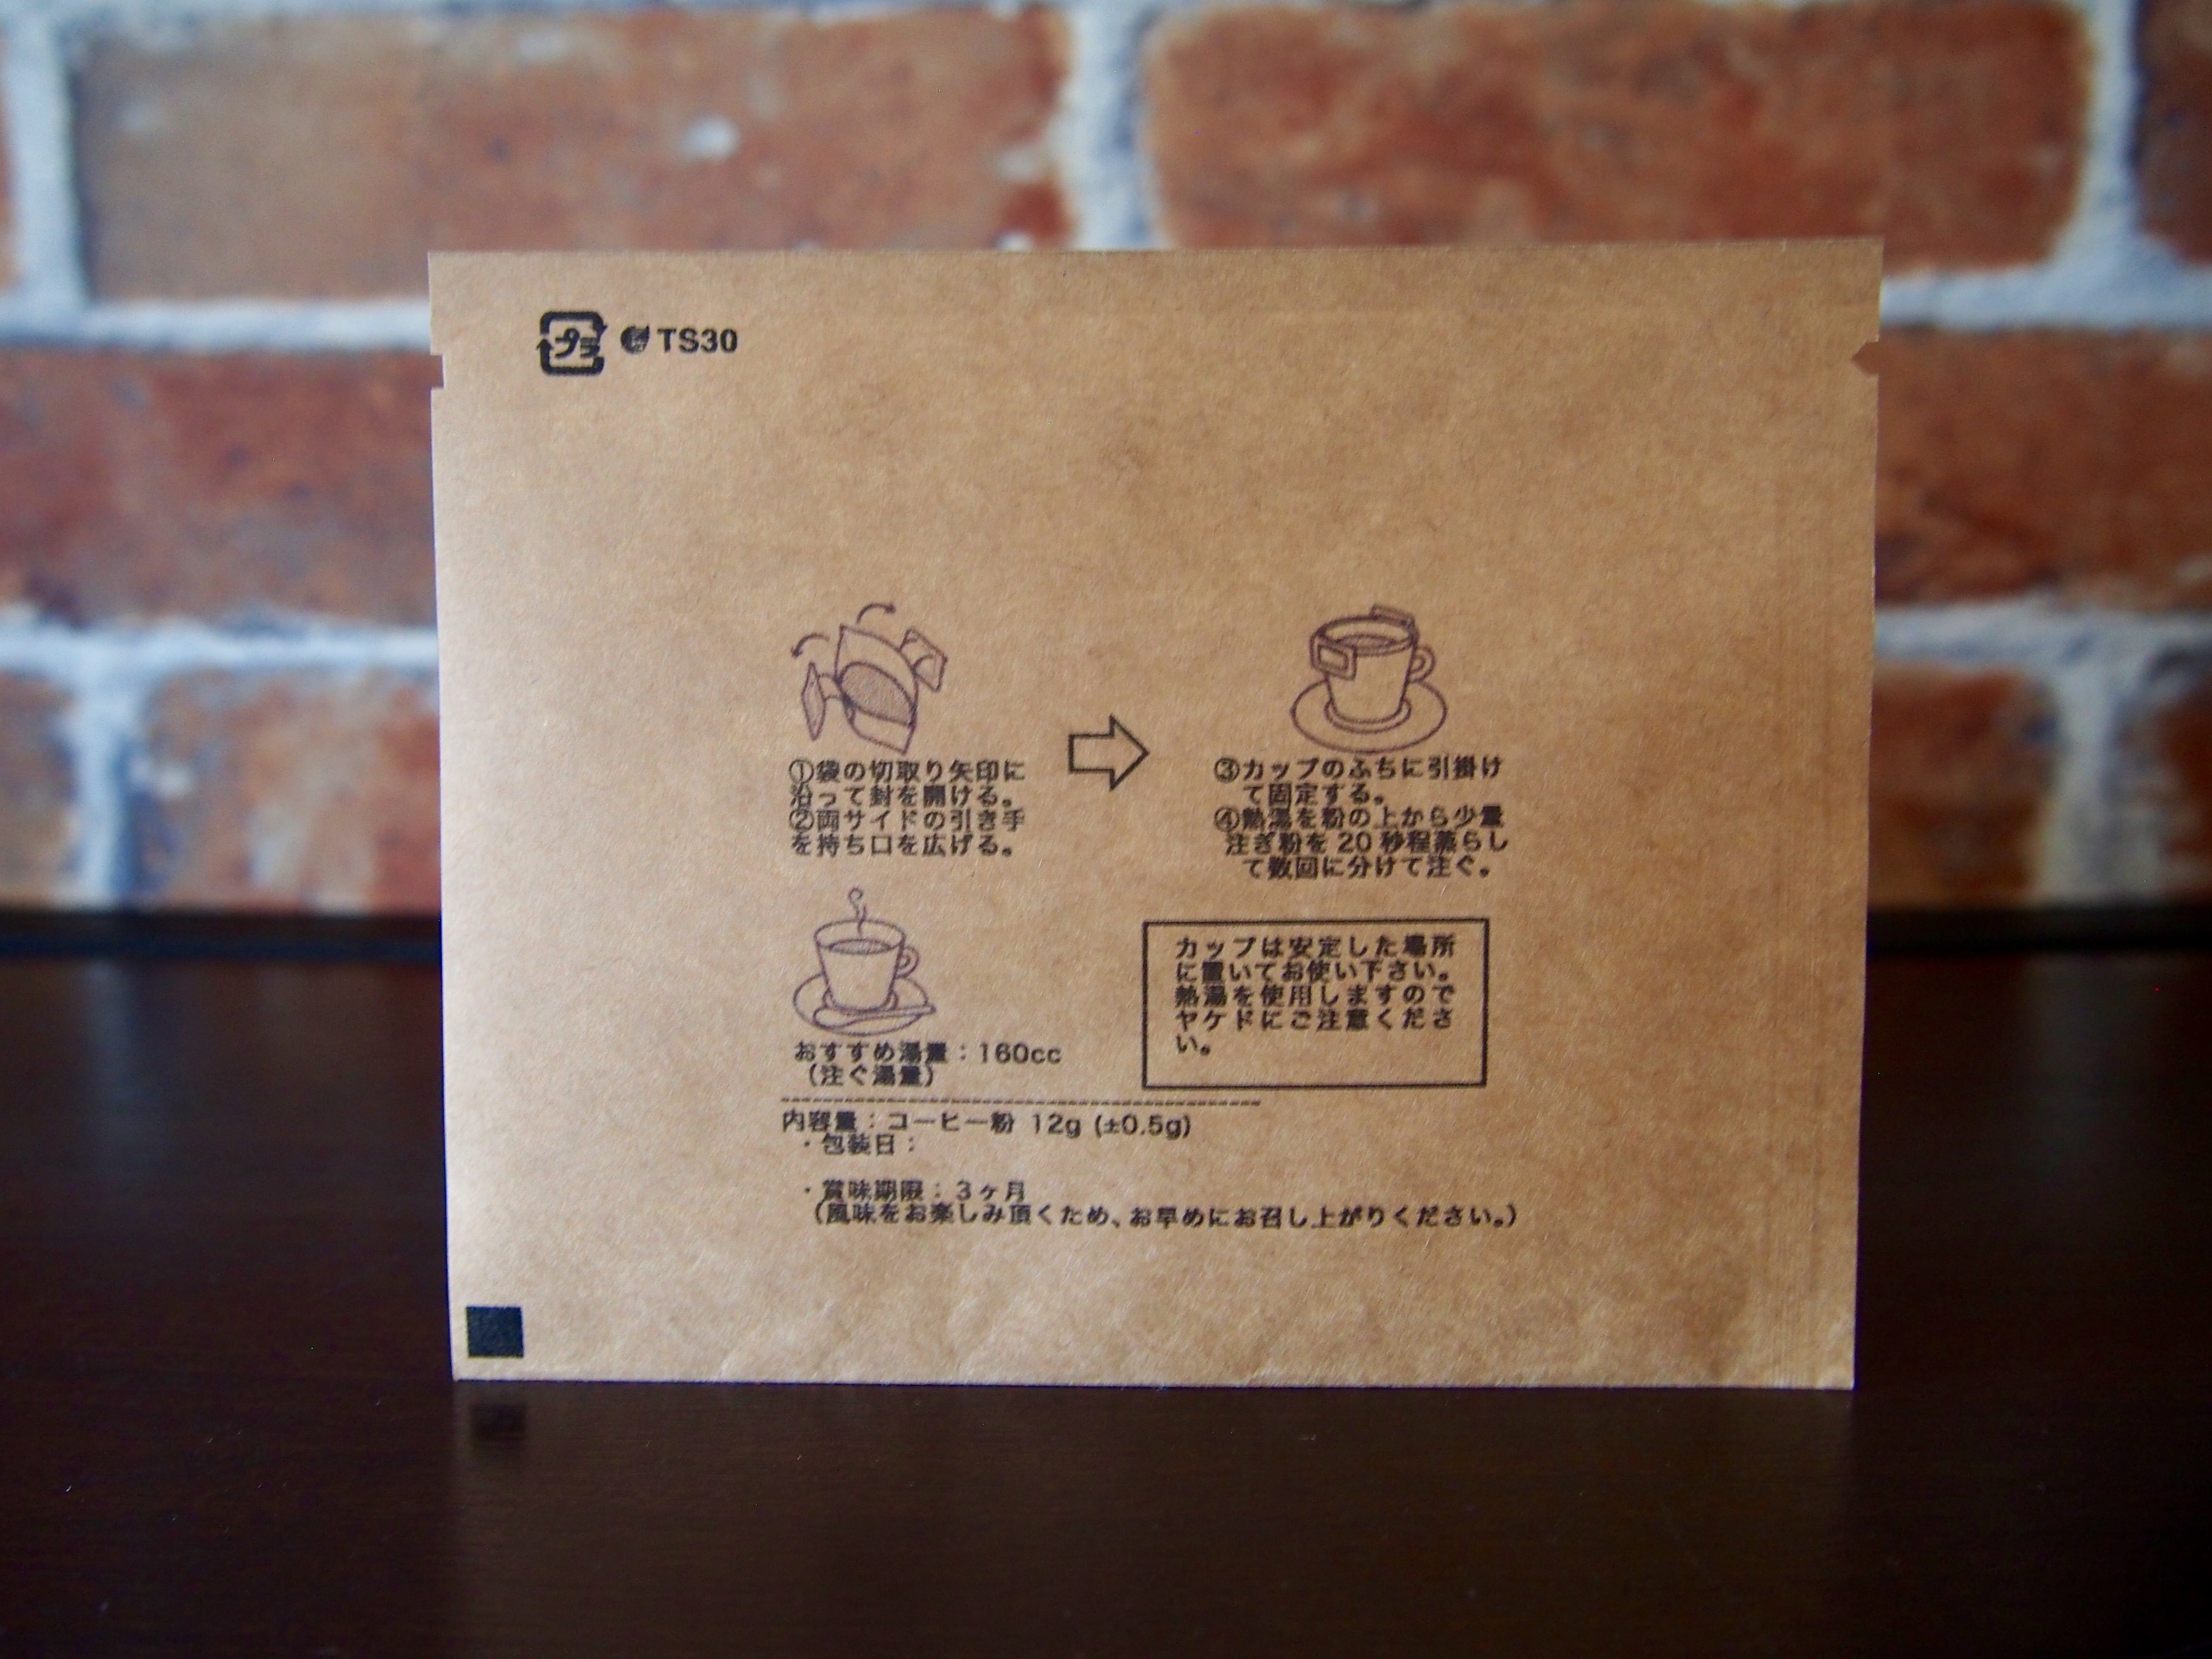 プラ TS30
①袋の切取り矢印に
沿って封を開ける。
②両サイドの引き手
を持ち口を広げる。
③カップのふちに引掛け
て固定する。
④熱湯を粉の上から少量
注ぎ粉を 20 秒程蒸らし
て数回に分けて注ぐ。
おすすめ湯量：160cc
（注ぐ湯量）
カップは安定した場所
に置いてお使い下さい。
熱湯を使用しますので
ヤケドにご注意くださ
い。
内容量：コーヒー粉 12g (±0.5g)
・包装日：
・賞味期限：３ヶ月
（風味をお楽しみ頂くため、お早めにお召し上がりください。）